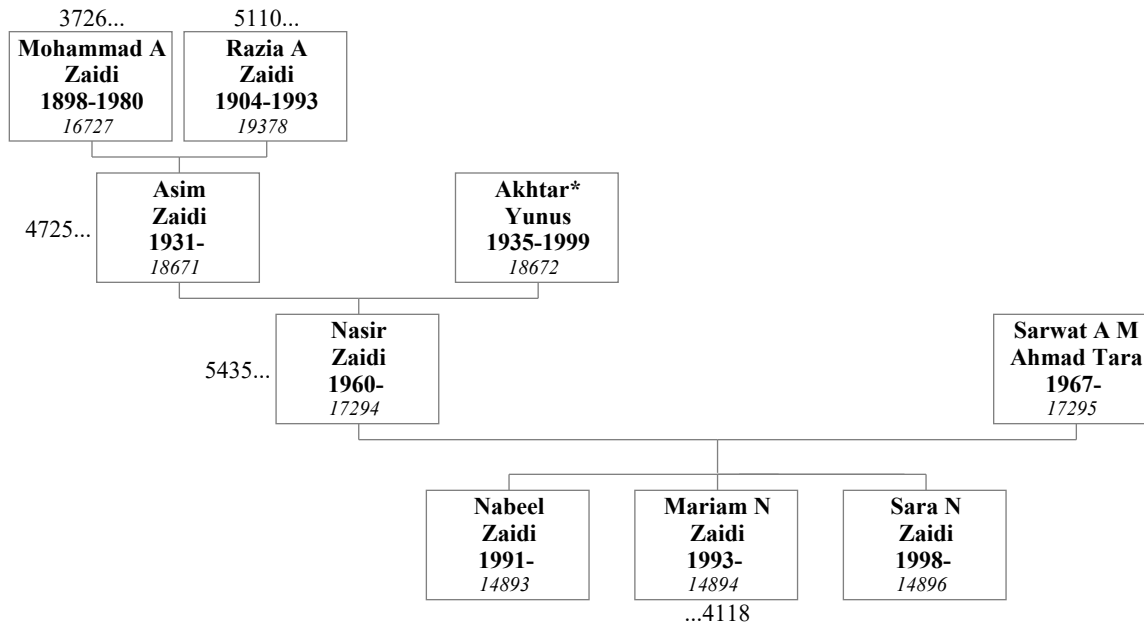 3726...
5110...
Mohammad A
Zaidi
1898-1980
16727
Razia A
Zaidi
1904-1993
19378
4725...
Asim
Zaidi
1931-
18671
Akhtar*
Yunus
1935-1999
18672
5435...
Nasir
Zaidi
1960-
17294
Sarwat A M
Ahmad Tara
1967-
17295
Nabeel
Zaidi
1991-
14893
Mariam N
Zaidi
1993-
14894
Sara N
Zaidi
1998-
14896
...4118